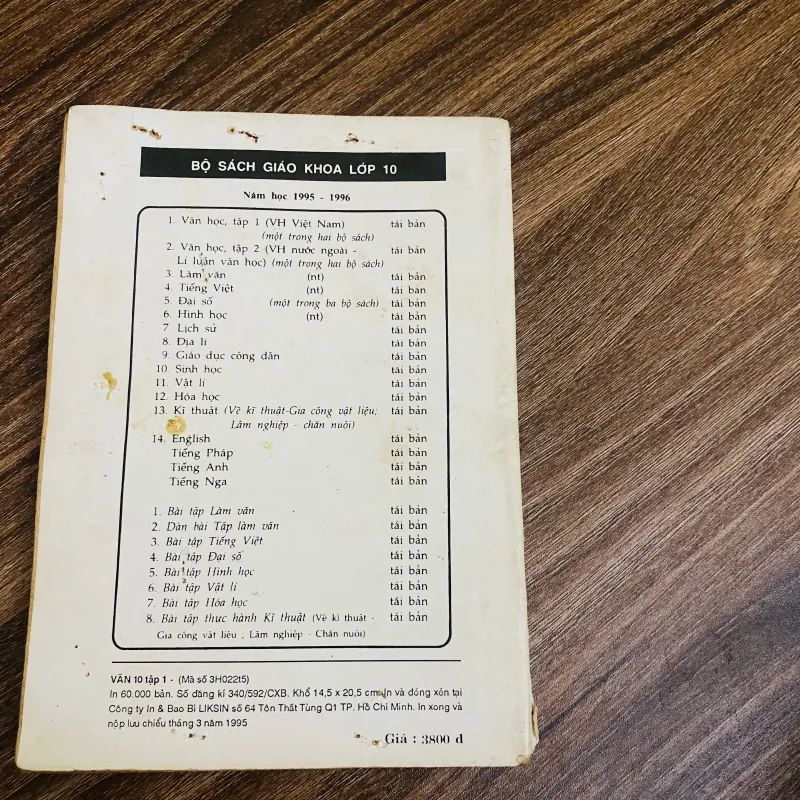 BỘ SÁCH GIÁO KHOA LỚP 10
Năm học 1995 - 1996
1. Văn học, tập 1 (VH Việt Nam) tái bản
(một trong hai bộ sách)
2. Văn học, tập 2 (VH nước ngoài - tái bản
Lí luận văn học) (một trong hai bộ sách)
3. Làm văn (nt) tái bản
4. Tiếng Việt (nt) tái bản
5. Đại số (một trong ba bộ sách) tái bản
6. Hình học (nt) tái bản
7. Lịch sử tái bản
8. Địa lí tái bản
9. Giáo dục công dân tái bản
10. Sinh học tái bản
11. Vật lí tái bản
12. Hóa học tái bản
13. Kĩ thuật (Vẽ kĩ thuật-Gia công vật liệu; tái bản
Lâm nghiệp - chăn nuôi)
14. English tái bản
Tiếng Pháp tái bản
Tiếng Anh tái bản
Tiếng Nga tái bản
1. Bài tập Làm văn tái bản
2. Dàn bài Tập làm văn tái bản
3. Bài tập Tiếng Việt tái bản
4. Bài tập Đại số tái bản
5. Bài tập Hình học tái bản
6. Bài tập Vật lí tái bản
7. Bài tập Hóa học tái bản
8. Bài tập thực hành Kĩ thuật (Vẽ kĩ thuật - tái bản
Gia công vật liệu ; Lâm nghiệp - Chăn nuôi)
VĂN 10 tập 1 - (Mã số 3H022t5)
In 60.000 bản. Số đăng kí 340/592/CXB. Khổ 14,5 x 20,5 cm. In và đóng xén tại
Công ty In & Bao Bì LIKSIN số 64 Tôn Thất Tùng Q1 TP. Hồ Chí Minh. In xong và
nộp lưu chiểu tháng 3 năm 1995
Giá : 3800 đ